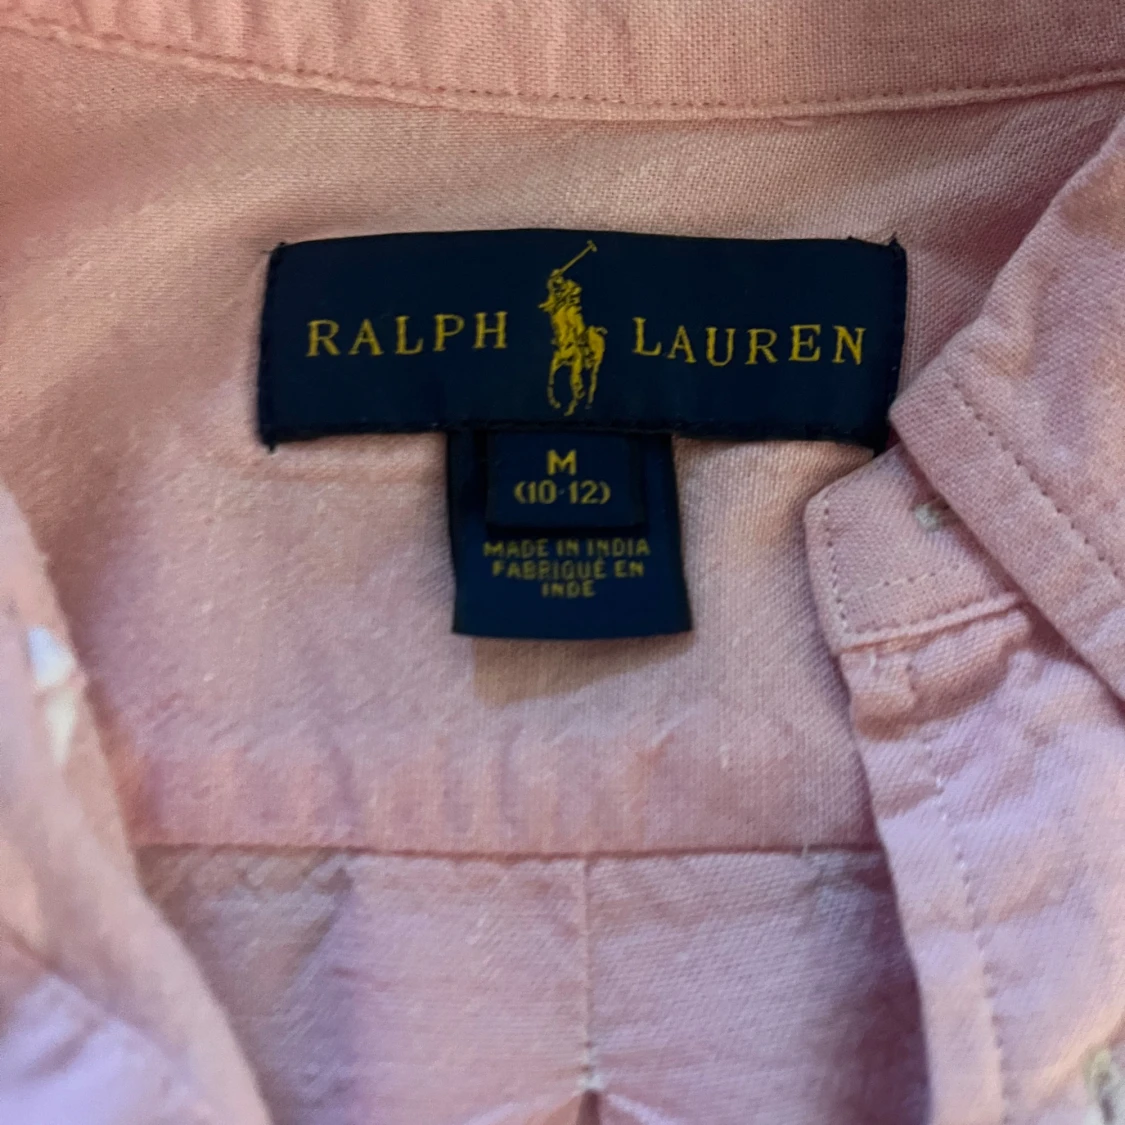 RALPH LAUREN
M
(10-12)
MADE IN INDIA
FABRIQUÉ EN
INDE